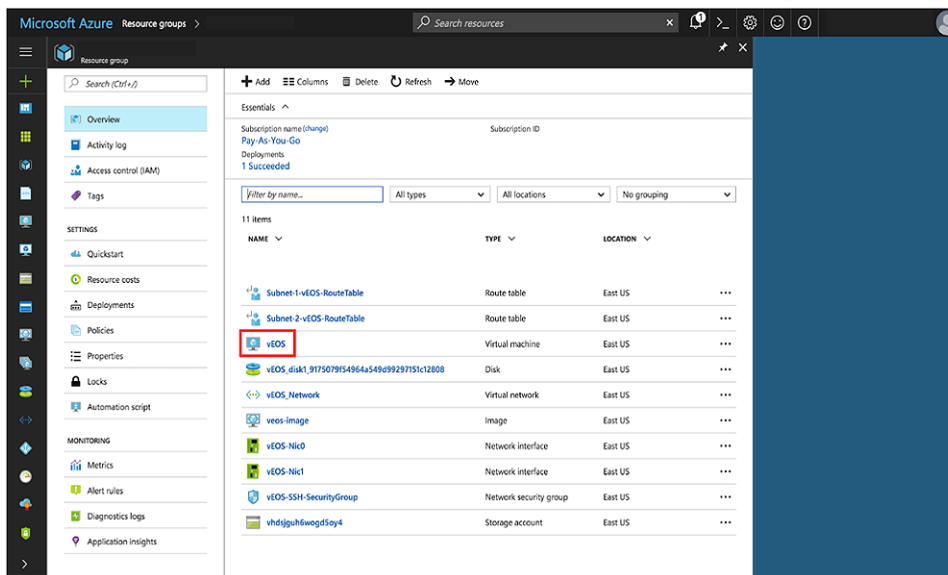 Microsoft Azure Resource groups >
Search resources
1
Resource group
Search (Ctrl+/)
Overview
Activity log
Access control (IAM)
Tags
SETTINGS
Quickstart
Resource costs
Deployments
Policies
Properties
Locks
Automation script
MONITORING
Metrics
Alert rules
Diagnostics logs
Application insights
Add Columns Delete Refresh Move
Essentials
Subscription name (change) Subscription ID
Pay-As-You-Go
Deployments
1 Succeeded
Filter by name... All types All locations No grouping
11 items
NAME TYPE LOCATION
Subnet-1-vEOS-RouteTable Route table East US
Subnet-2-vEOS-RouteTable Route table East US
vEOS Virtual machine East US
vEOS_disk1_9175079f54964a549d99297151c12808 Disk East US
vEOS_Network Virtual network East US
veos-image Image East US
vEOS-Nic0 Network interface East US
vEOS-Nic1 Network interface East US
vEOS-SSH-SecurityGroup Network security group East US
vhdsjguh6wogd5oy4 Storage account East US